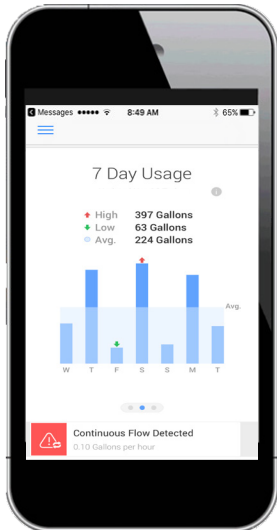 Messages 8:49 AM 65%
7 Day Usage
High 397 Gallons
Low 63 Gallons
Avg. 224 Gallons
Avg.
W T F S S M T
Continuous Flow Detected
0.10 Gallons per hour